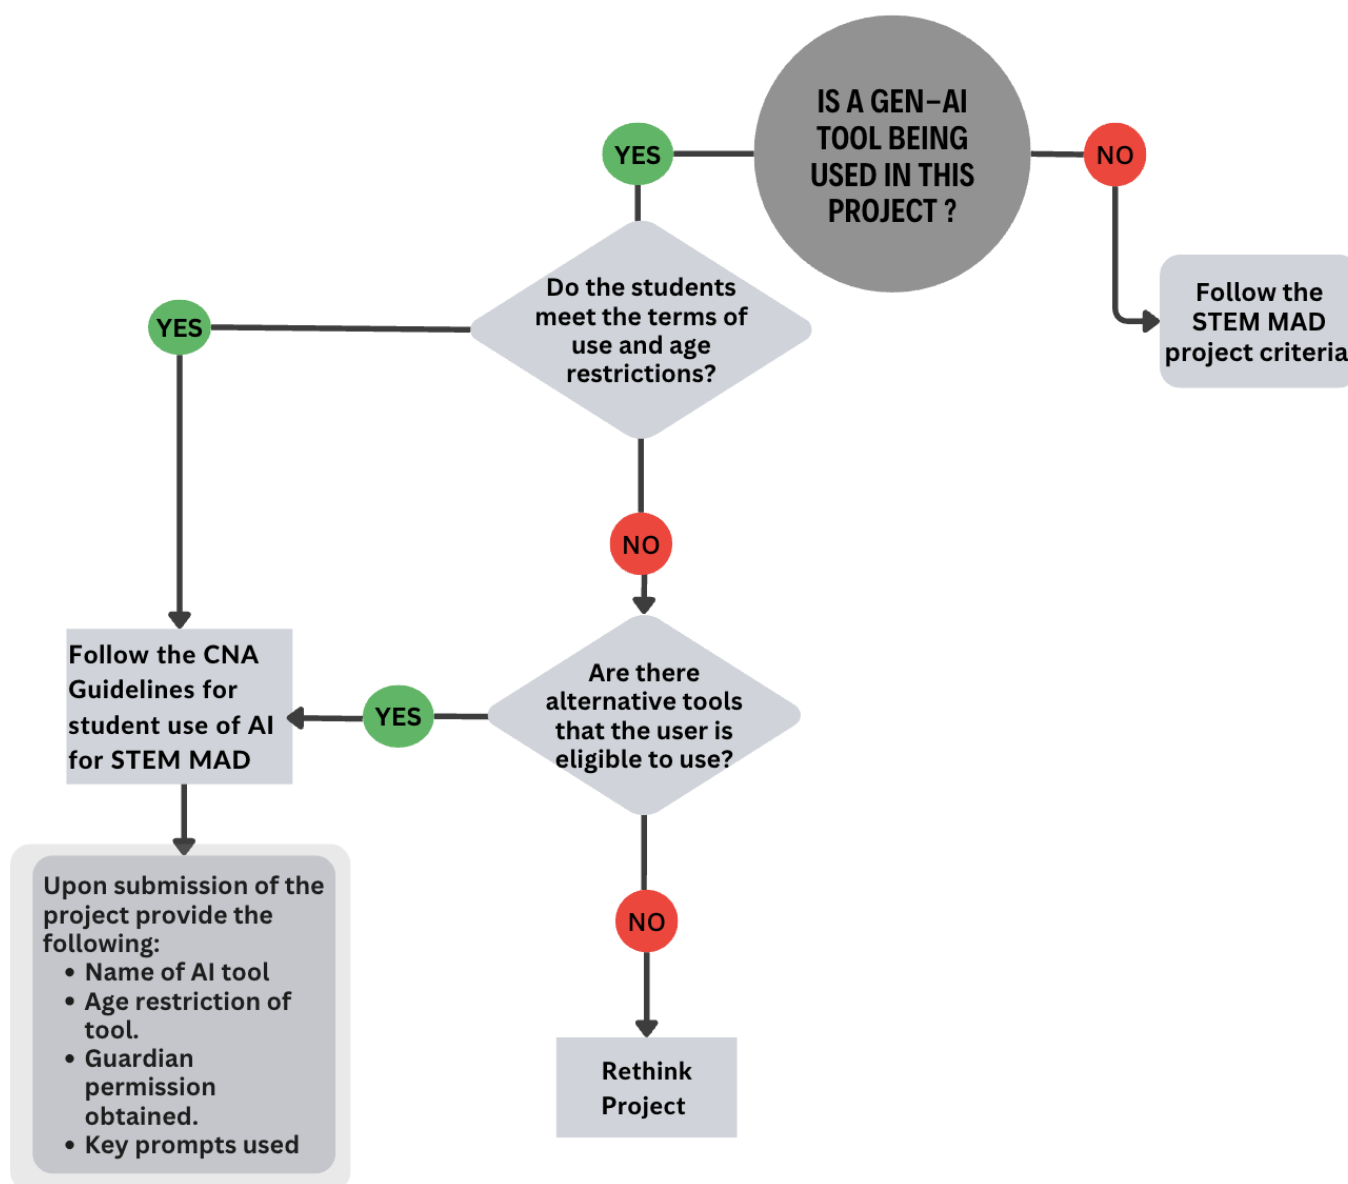 IS A GEN–AI
TOOL BEING
USED IN THIS
PROJECT ?
YES
NO
Do the students
meet the terms of
use and age
restrictions?
Follow the
STEM MAD
project criteria
YES
NO
Follow the CNA
Guidelines for
student use of AI
for STEM MAD
YES
Are there
alternative tools
that the user is
eligible to use?
Upon submission of the
project provide the
following:
• Name of AI tool
• Age restriction of
tool.
• Guardian
permission
obtained.
• Key prompts used
NO
Rethink
Project